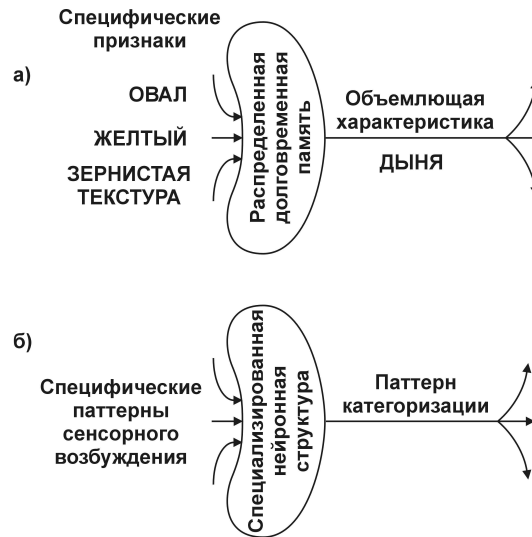 Специфические
признаки
а)
ОВАЛ
ЖЕЛТЫЙ
ЗЕРНИСТАЯ
ТЕКСТУРА
Распределенная
долговременная
память
Объемлющая
характеристика
ДЫНЯ
б)
Специфические
паттерны
сенсорного
возбуждения
Специализированная
нейронная
структура
Паттерн
категоризации